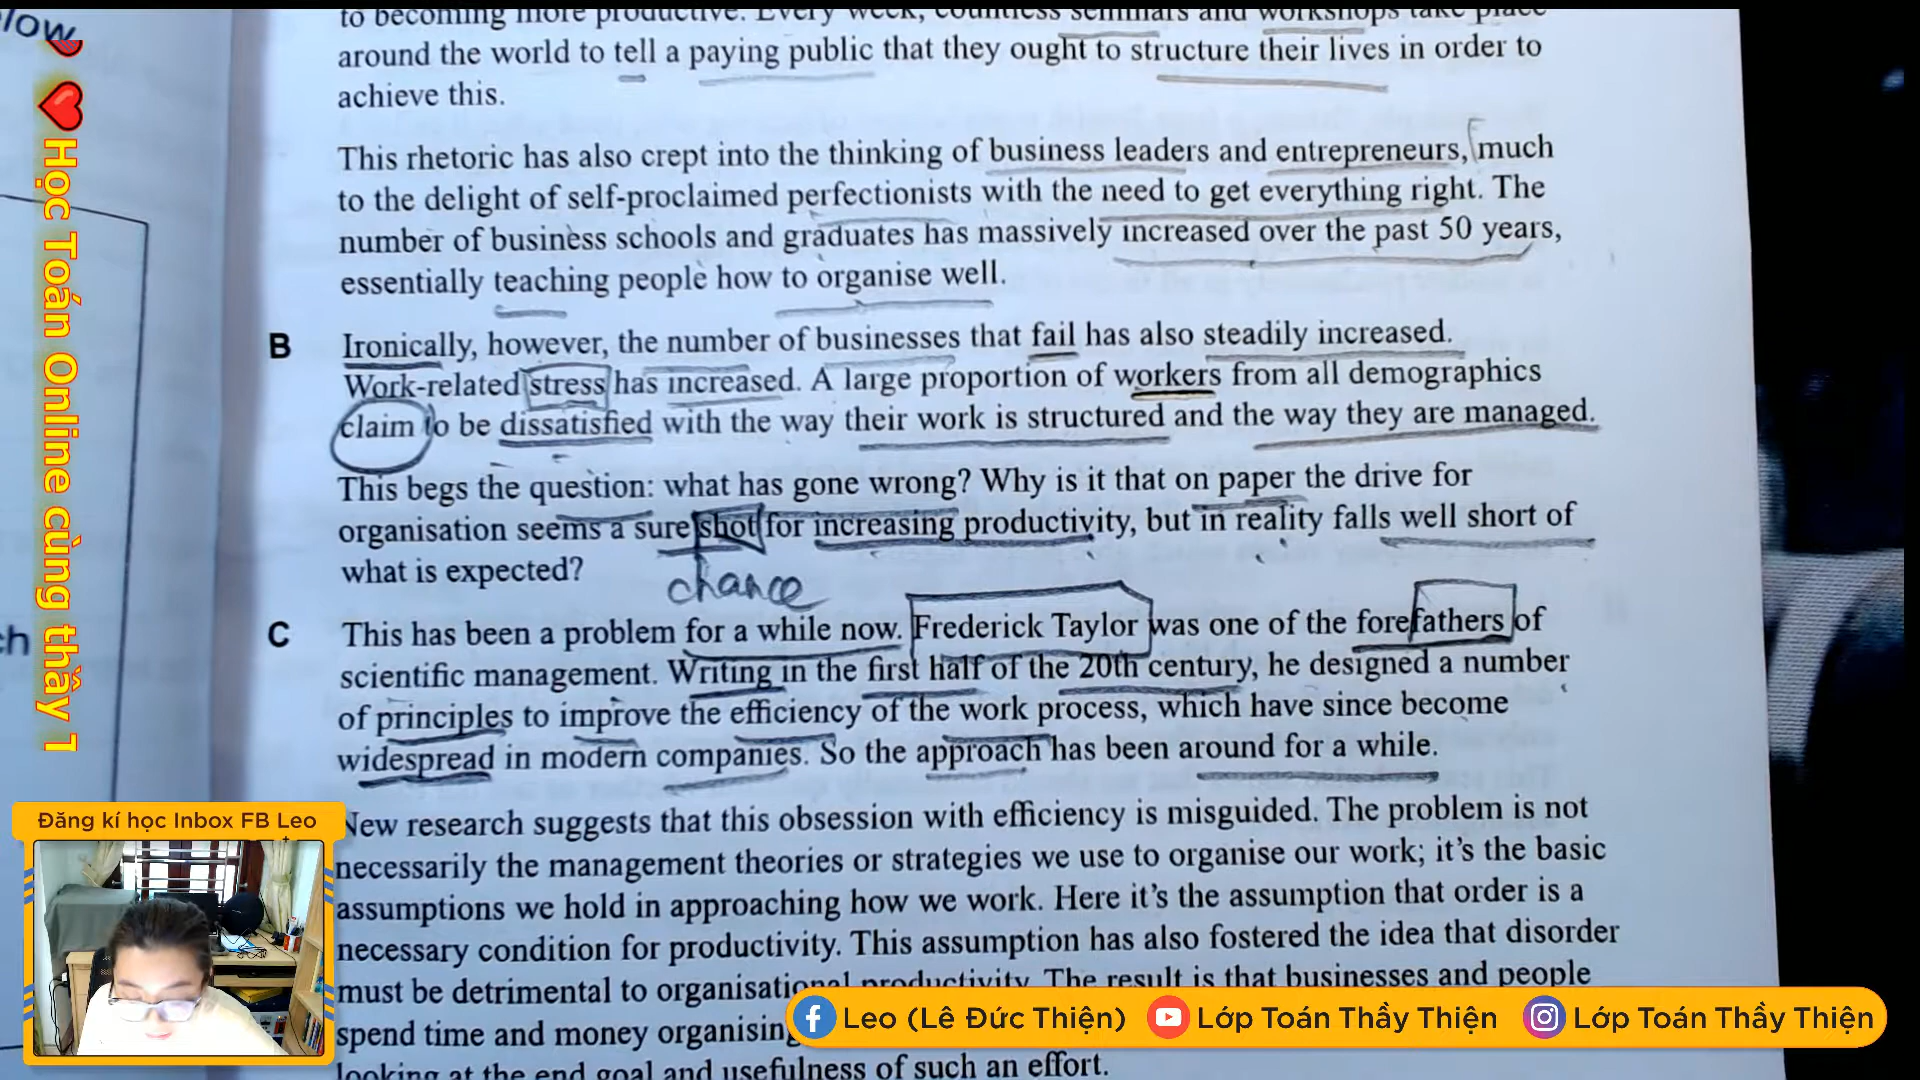 low
to becoming more productive. Every week, countless seminars and workshops take place
around the world to tell a paying public that they ought to structure their lives in order to
achieve this.
This rhetoric has also crept into the thinking of business leaders and entrepreneurs, much
to the delight of self-proclaimed perfectionists with the need to get everything right. The
number of business schools and graduates has massively increased over the past 50 years,
essentially teaching people how to organise well.
B Ironically, however, the number of businesses that fail has also steadily increased.
Work-related stress has increased. A large proportion of workers from all demographics
claim to be dissatisfied with the way their work is structured and the way they are managed.
This begs the question: what has gone wrong? Why is it that on paper the drive for
organisation seems a sure shot for increasing productivity, but in reality falls well short of
what is expected?
chance
C This has been a problem for a while now. Frederick Taylor was one of the forefathers of
scientific management. Writing in the first half of the 20th century, he designed a number
of principles to improve the efficiency of the work process, which have since become
widespread in modern companies. So the approach has been around for a while.
New research suggests that this obsession with efficiency is misguided. The problem is not
necessarily the management theories or strategies we use to organise our work; it's the basic
assumptions we hold in approaching how we work. Here it's the assumption that order is a
necessary condition for productivity. This assumption has also fostered the idea that disorder
must be detrimental to organisational productivity. The result is that businesses and people
spend time and money organising
looking at the end goal and usefulness of such an effort.
ch
Học Toán Online cùng thầy T
Đăng kí học Inbox FB Leo
Leo (Lê Đức Thiện)
Lớp Toán Thầy Thiện
Lớp Toán Thầy Thiện